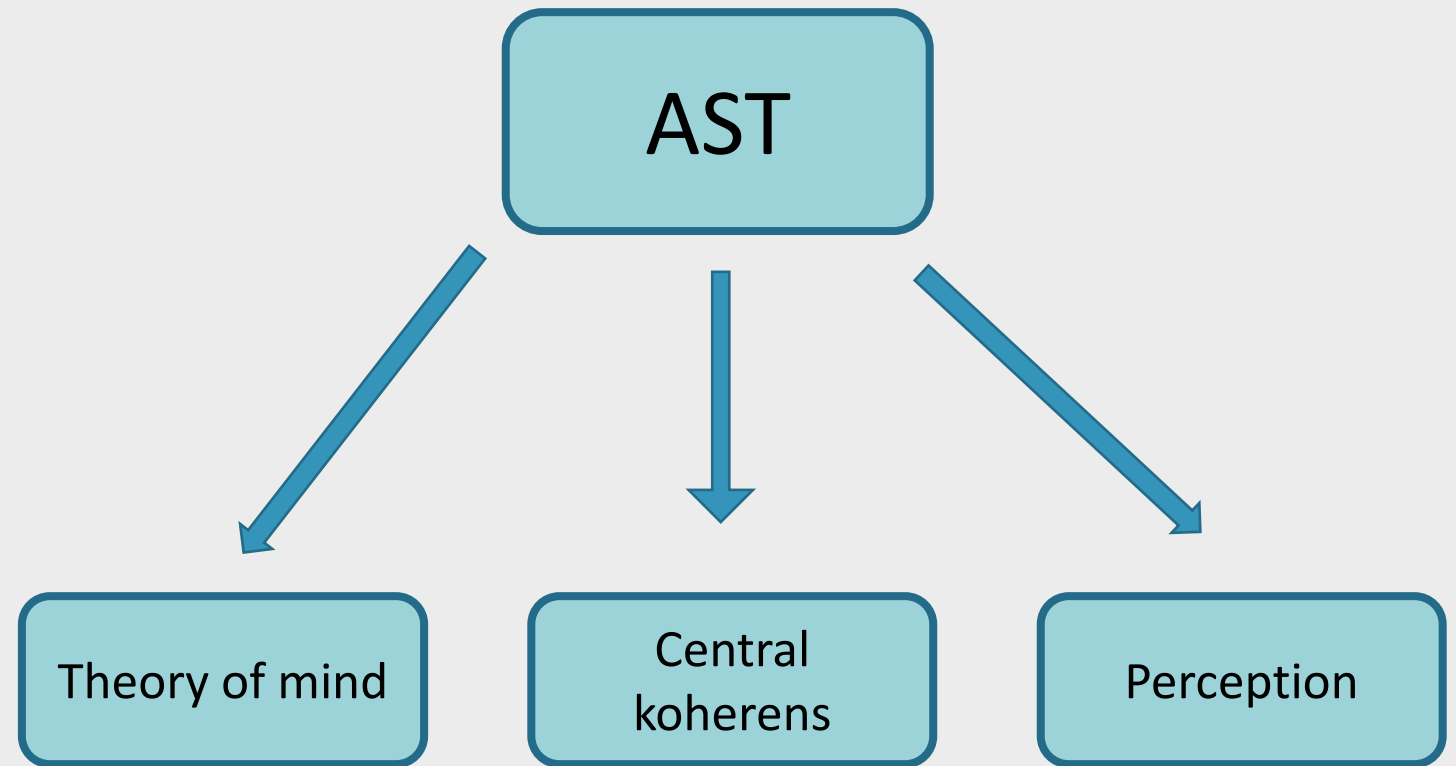 AST
Theory of mind
Central
koherens
Perception